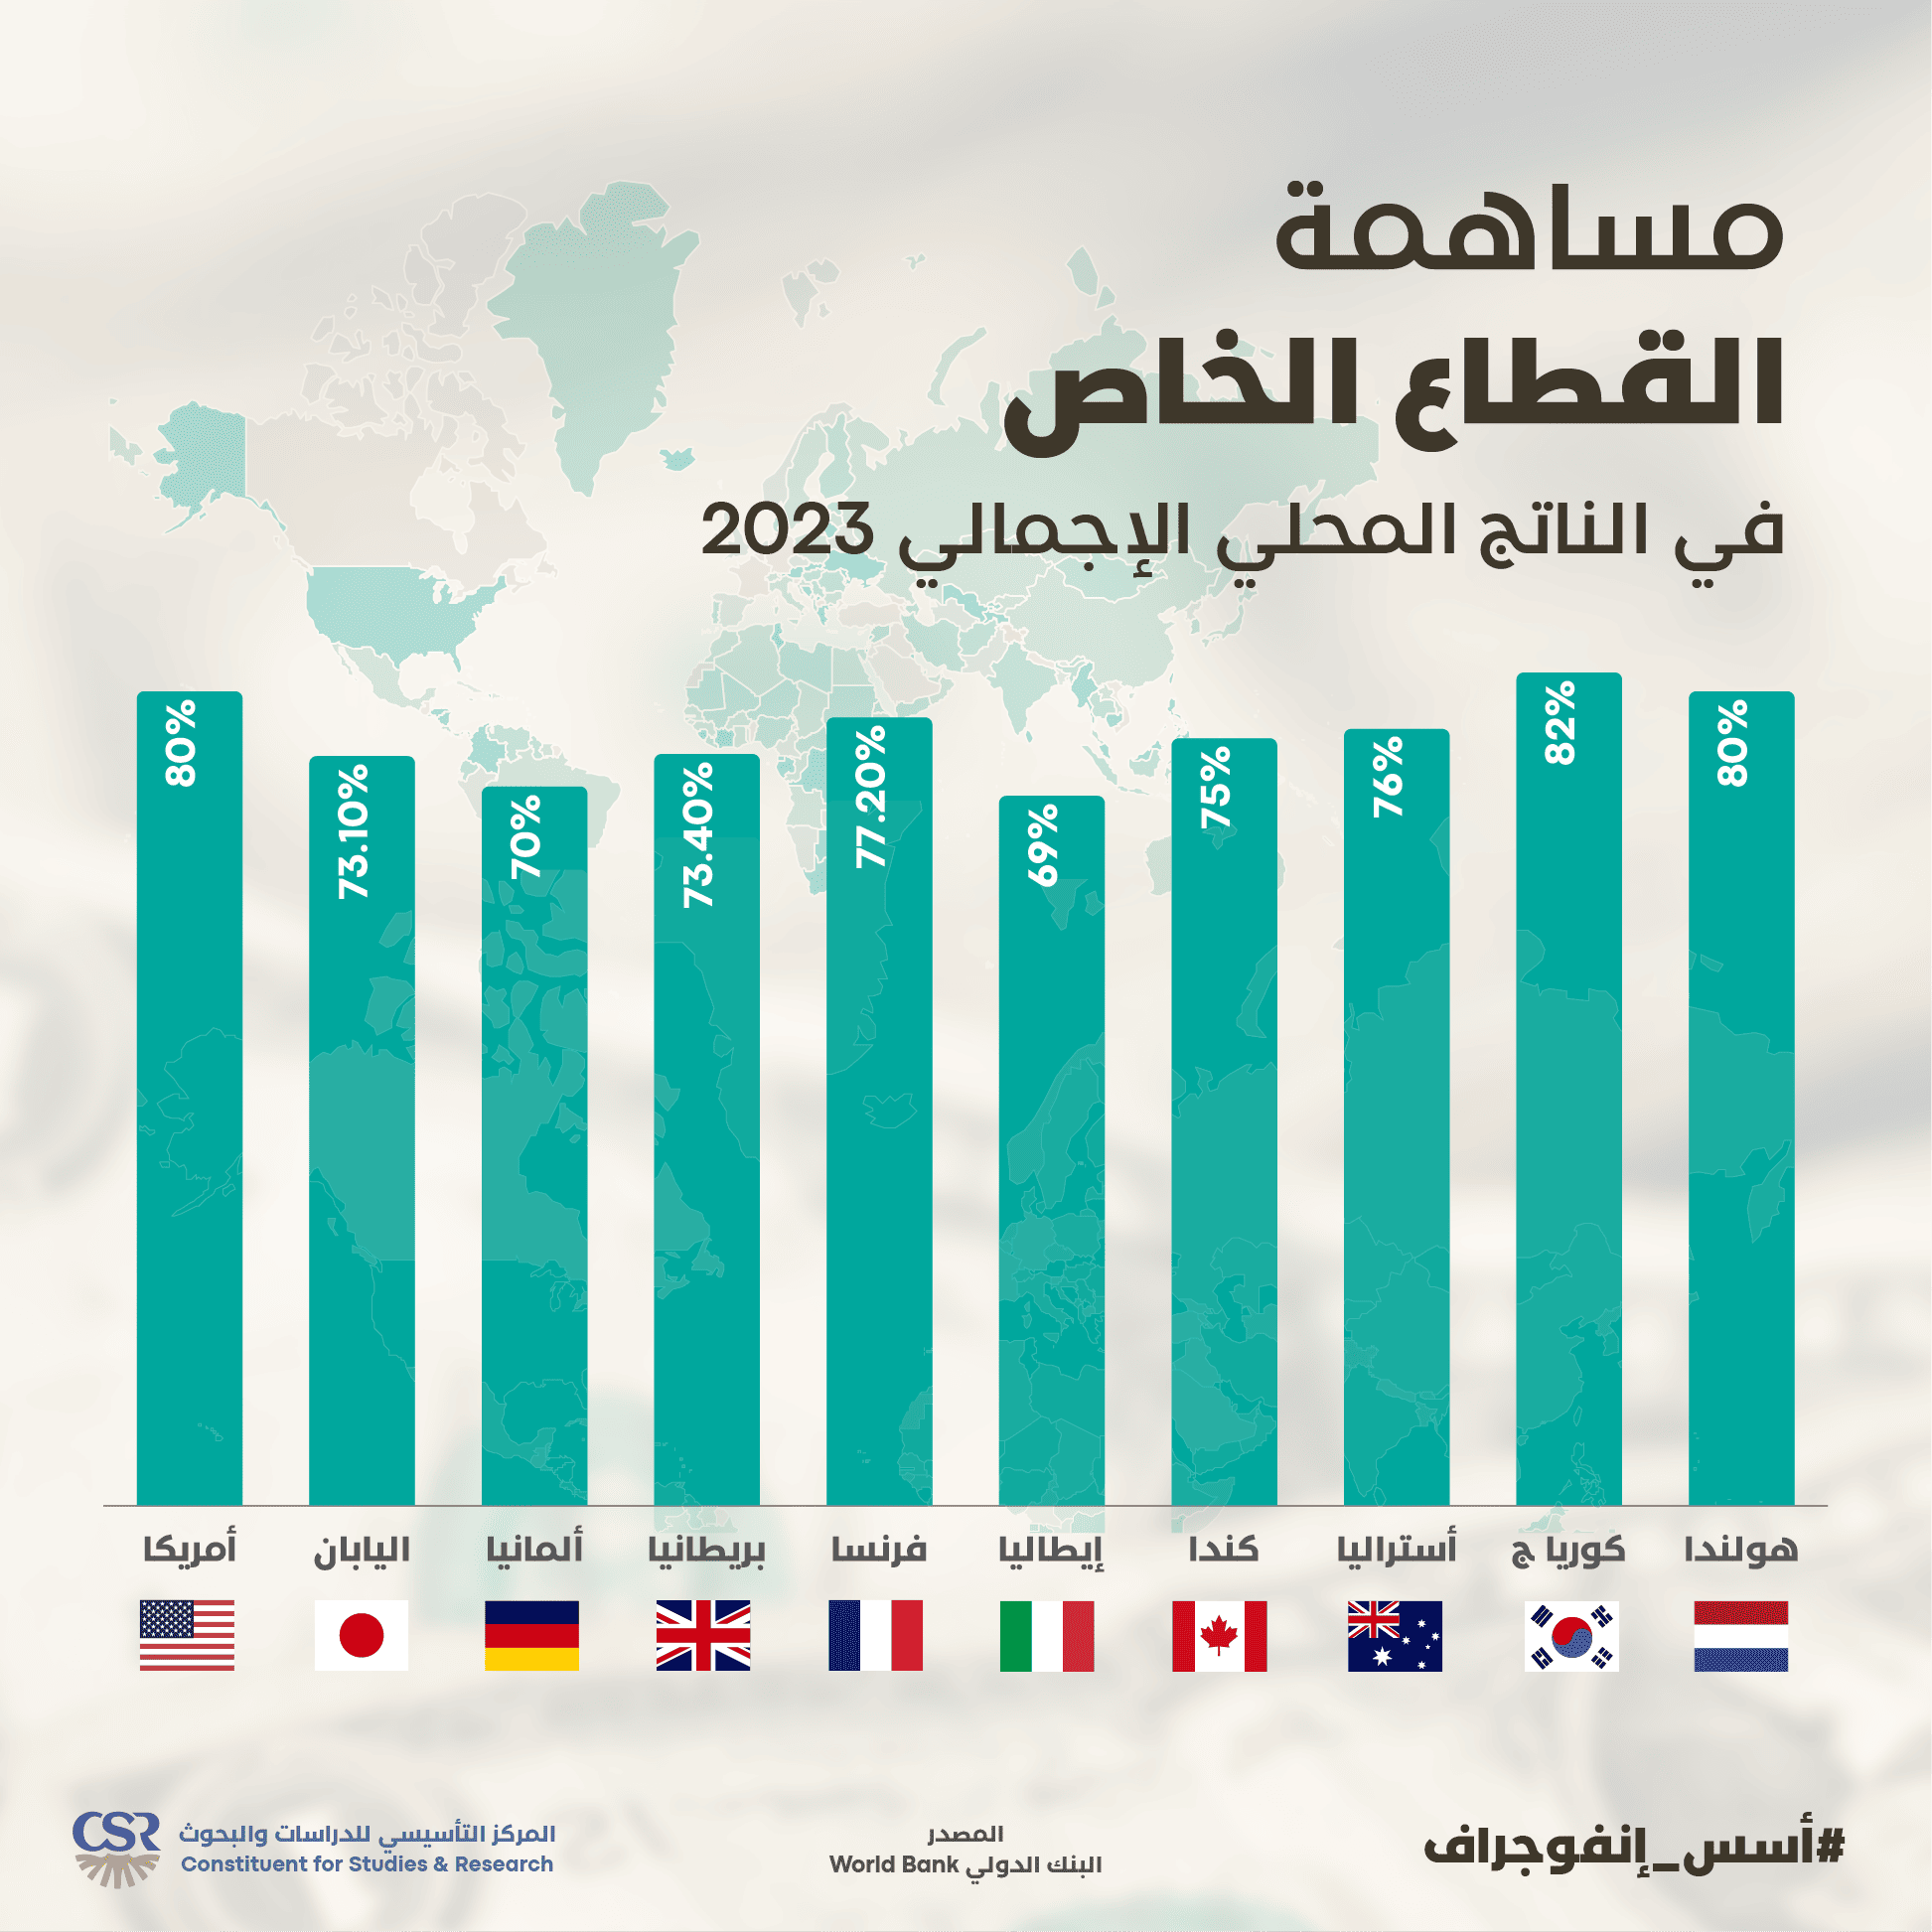 مساهمة
القطاع الخاص
في الناتج المحلي الإجمالي 2023
80%
73.10%
70%
73.40%
77.20%
69%
75%
76%
82%
80%
أمريكا
اليابان
ألمانيا
بريطانيا
فرنسا
إيطاليا
كندا
أستراليا
كوريا ج
هولندا
#أسس_إنفوجراف
المصدر
البنك الدولي World Bank
CSR
المركز التأسيسي للدراسات والبحوث
Constituent for Studies & Research